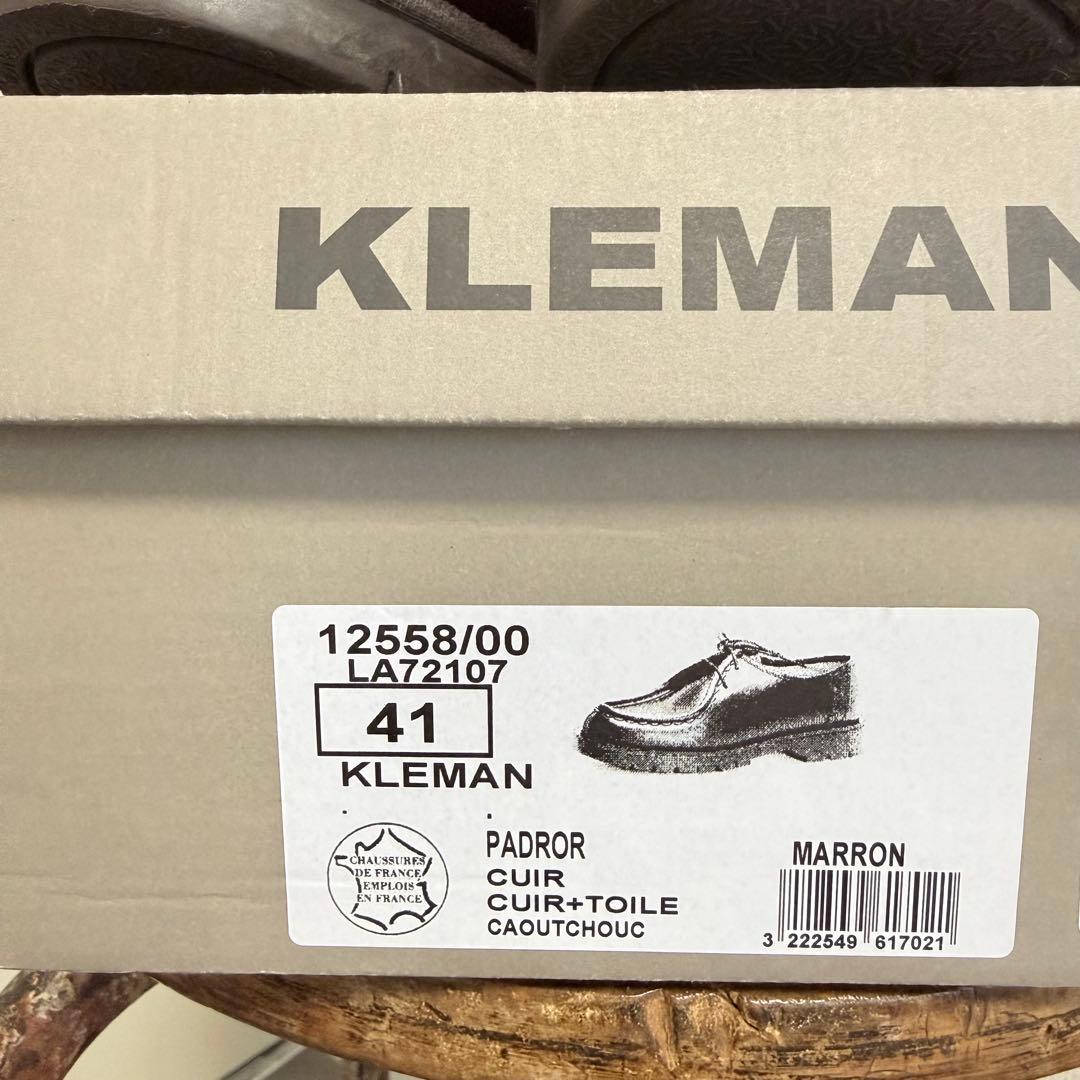 KLEMAN
12558/00
LA72107
41
KLEMAN
CHAUSSURES
DE FRANCE
EMPLOIS
EN FRANCE
PADROR
CUIR
CUIR+TOILE
CAOUTCHOUC
MARRON
3 222549 617021